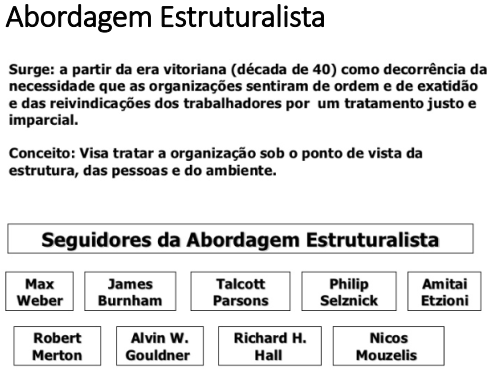 Abordagem Estruturalista
Surge: a partir da era vitoriana (década de 40) como decorrência da
necessidade que as organizações sentiram de ordem e de exatidão
e das reivindicações dos trabalhadores por um tratamento justo e
imparcial.
Conceito: Visa tratar a organização sob o ponto de vista da
estrutura, das pessoas e do ambiente.
Seguidores da Abordagem Estruturalista
Max
Weber
James
Burnham
Talcott
Parsons
Philip
Selznick
Amitai
Etzioni
Robert
Merton
Alvin W.
Gouldner
Richard H.
Hall
Nicos
Mouzelis